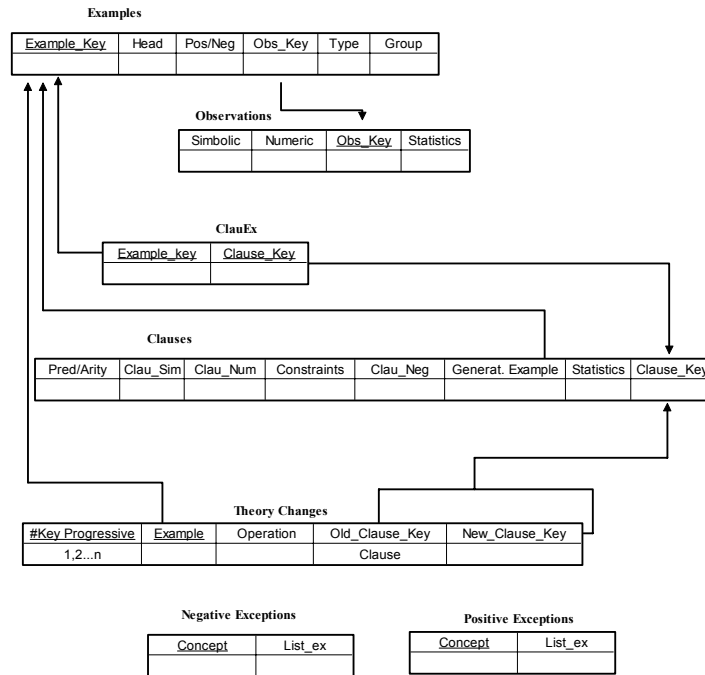 Examples
Example_Key Head Pos/Neg Obs_Key Type Group
Observations
Simbolic Numeric Obs_Key Statistics
ClauEx
Example_key Clause_Key
Clauses
Pred/Arity Clau_Sim Clau_Num Constraints Clau_Neg Generat. Example Statistics Clause_Key
Theory Changes
#Key Progressive Example Operation Old_Clause_Key New_Clause_Key
1,2...n Clause
Negative Exceptions Positive Exceptions
Concept List_ex Concept List_ex